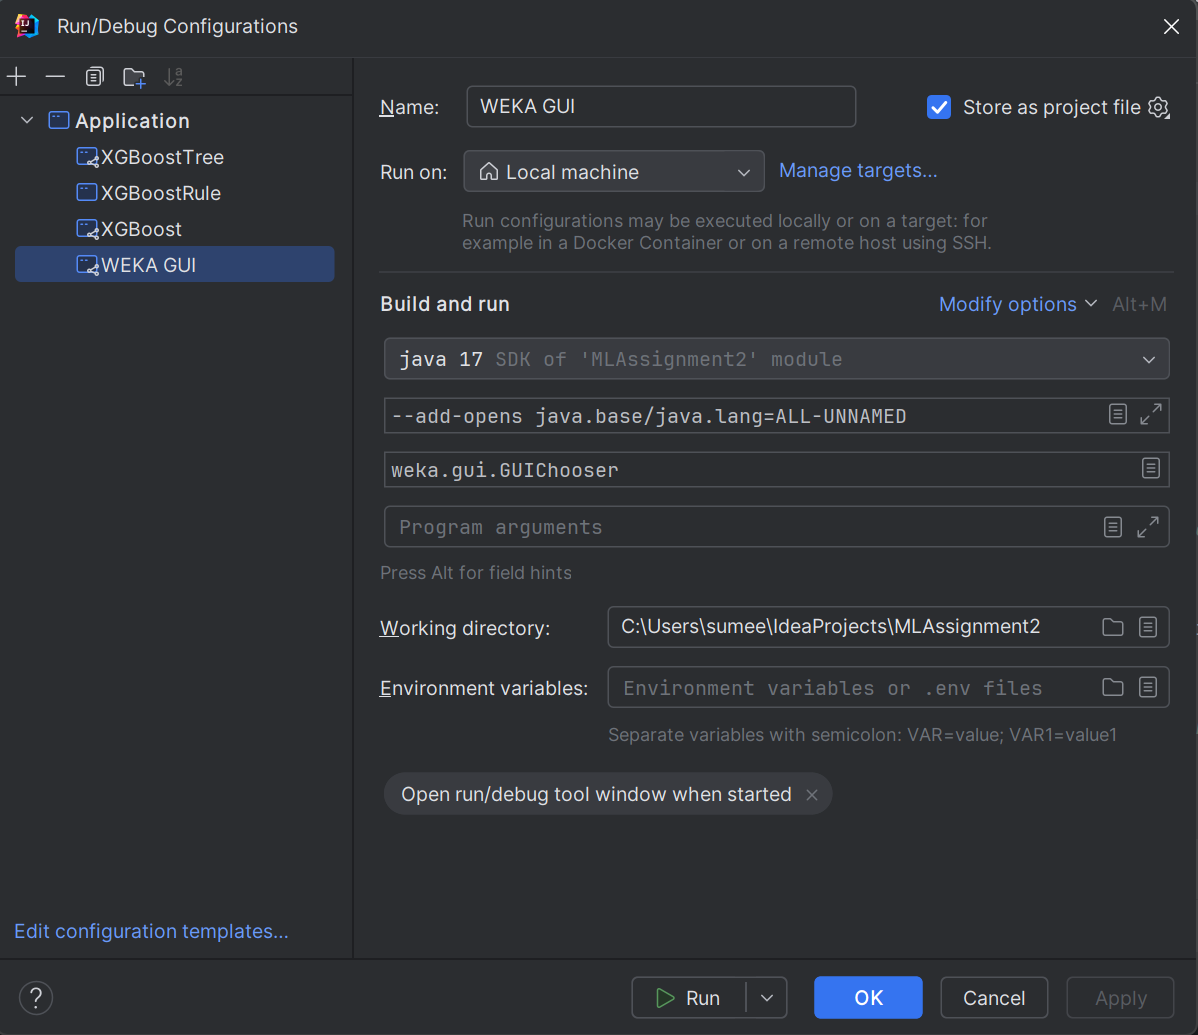 Run/Debug Configurations
Application
XGBoostTree
XGBoostRule
XGBoost
WEKA GUI
Edit configuration templates...
Name: WEKA GUI
Store as project file
Run on: Local machine Manage targets...
Run configurations may be executed locally or on a target: for
example in a Docker Container or on a remote host using SSH.
Build and run Modify options Alt+M
java 17 SDK of 'MLAssignment2' module
--add-opens java.base/java.lang=ALL-UNNAMED
weka.gui.GUIChooser
Program arguments
Press Alt for field hints
Working directory: C:\Users\sumee\IdeaProjects\MLAssignment2
Environment variables: Environment variables or .env files
Separate variables with semicolon: VAR=value; VAR1=value1
Open run/debug tool window when started
? Run OK Cancel Apply